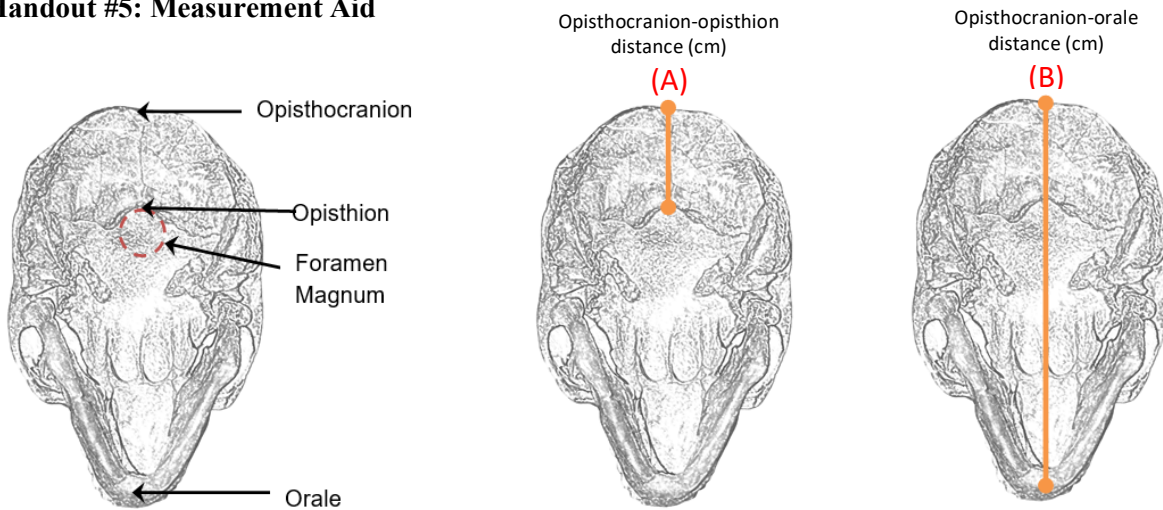 Handout #5: Measurement Aid
Opisthocranion
Opisthion
Foramen
Magnum
Orale
Opisthocranion-opisthion
distance (cm)
(A)
Opisthocranion-orale
distance (cm)
(B)